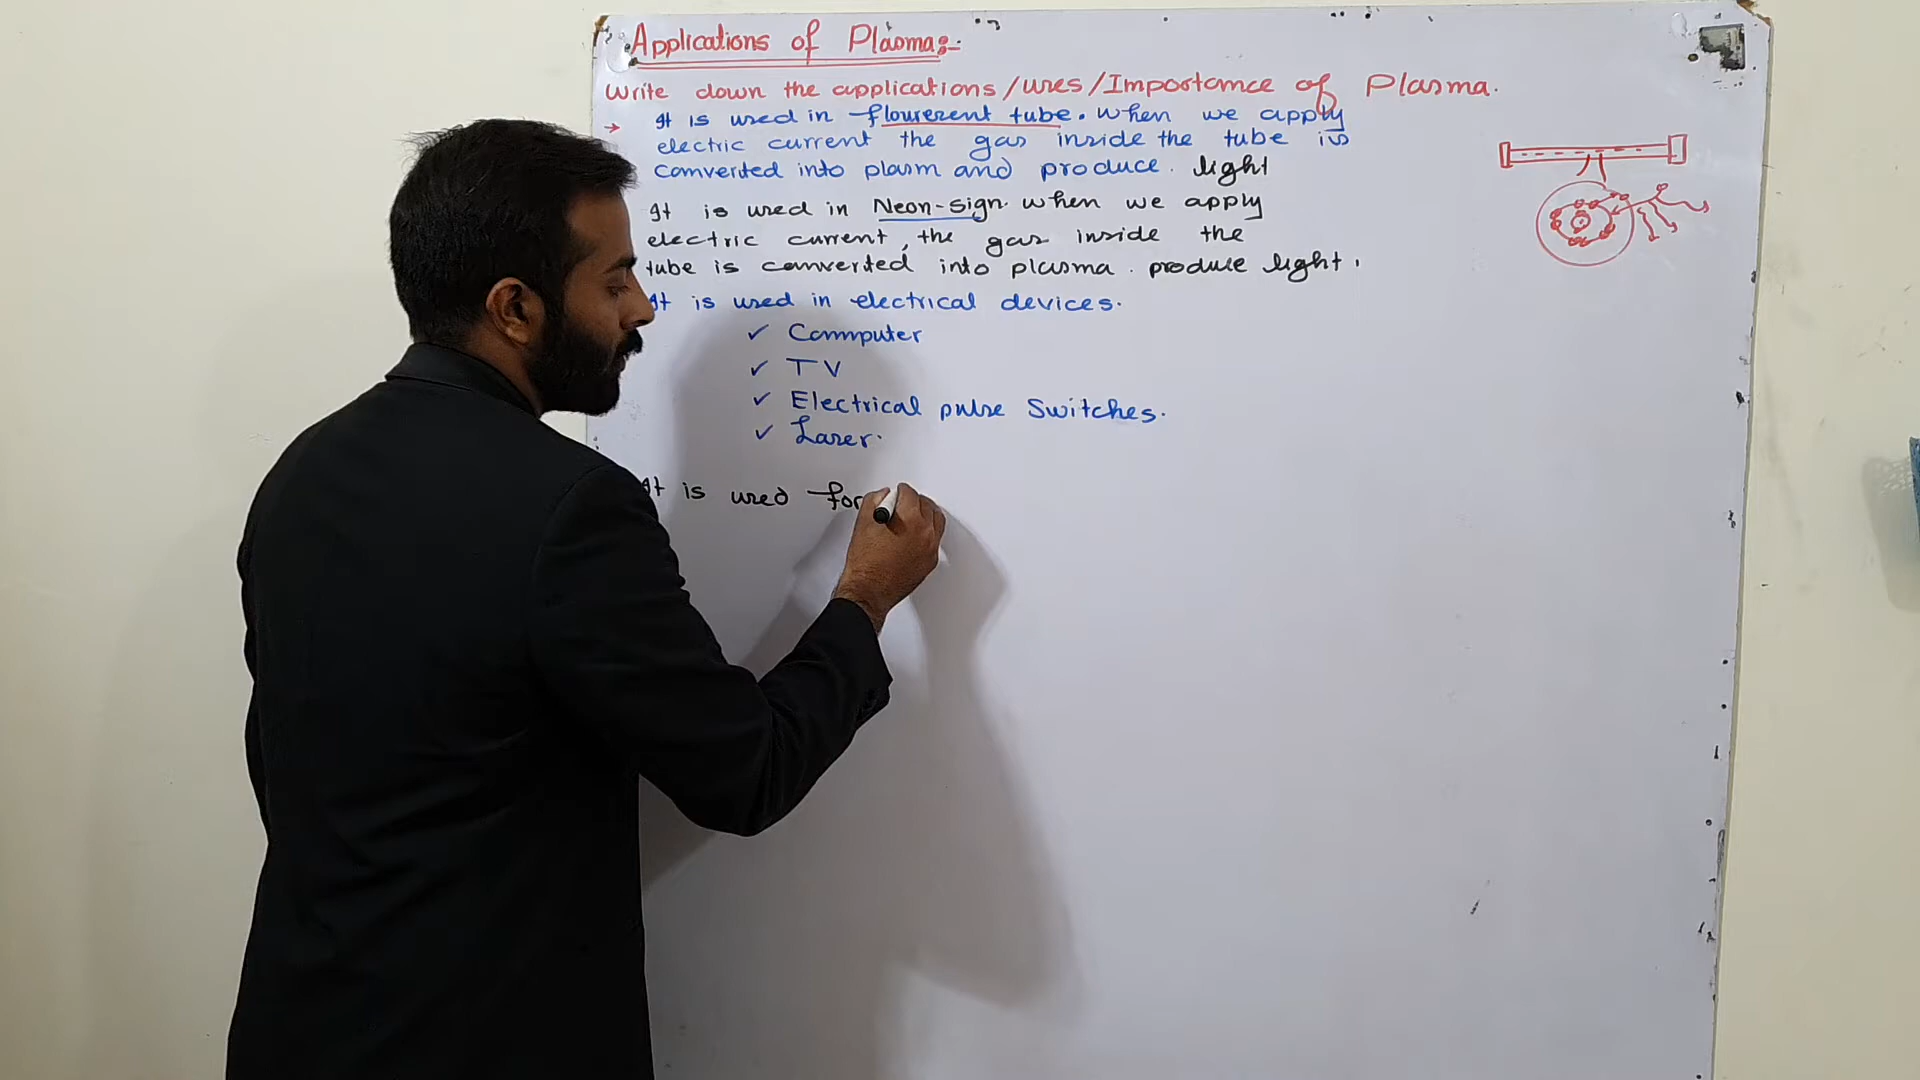 Applications of Plasma:-
Write down the applications/uses/Importance of Plasma.
→ It is used in flourescent tube. When we apply
electric current the gas inside the tube is
converted into plasm and produce. light
It is used in Neon-sign. when we apply
electric current, the gas inside the
tube is converted into plasma. produce light.
It is used in electrical devices.
✓ Commputer
✓ TV
✓ Electrical pulse Switches.
✓ Laser.
It is used for